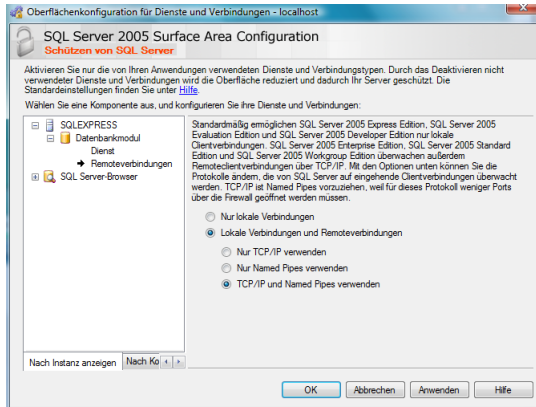 Oberflächenkonfiguration für Dienste und Verbindungen - localhost
SQL Server 2005 Surface Area Configuration
Schützen von SQL Server
Aktivieren Sie nur die von Ihren Anwendungen verwendeten Dienste und Verbindungstypen. Durch das Deaktivieren nicht
verwendeter Dienste und Verbindungen wird die Oberfläche reduziert und dadurch Ihr Server geschützt. Die
Standardeinstellungen finden Sie unter Hilfe.
Wählen Sie eine Komponente aus, und konfigurieren Sie ihre Dienste und Verbindungen:
SQLEXPRESS
Datenbankmodul
Dienst
Remoteverbindungen
SQL Server-Browser
Standardmäßig ermöglichen SQL Server 2005 Express Edition, SQL Server 2005
Evaluation Edition und SQL Server 2005 Developer Edition nur lokale
Clientverbindungen. SQL Server 2005 Enterprise Edition, SQL Server 2005 Standard
Edition und SQL Server 2005 Workgroup Edition überwachen außerdem
Remoteclientverbindungen über TCP/IP. Mit den Optionen unten können Sie die
Protokolle ändern, die von SQL Server auf eingehende Clientverbindungen überwacht
werden. TCP/IP ist Named Pipes vorzuziehen, weil für dieses Protokoll weniger Ports
über die Firewall geöffnet werden müssen.
Nur lokale Verbindungen
Lokale Verbindungen und Remoteverbindungen
Nur TCP/IP verwenden
Nur Named Pipes verwenden
TCP/IP und Named Pipes verwenden
Nach Instanz anzeigen Nach Ko
OK Abbrechen Anwenden Hilfe